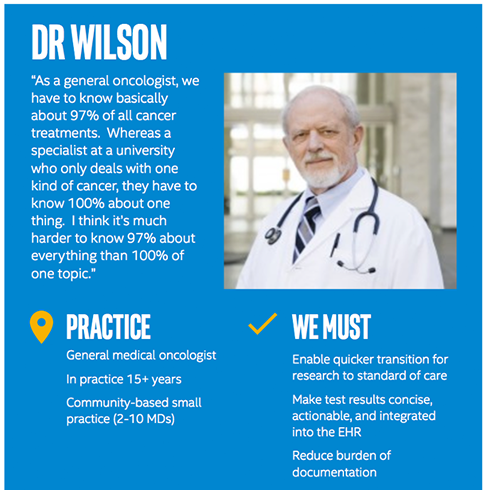 DR WILSON
“As a general oncologist, we
have to know basically
about 97% of all cancer
treatments. Whereas a
specialist at a university
who only deals with one
kind of cancer, they have to
know 100% about one
thing. I think it's much
harder to know 97% about
everything than 100% of
one topic.”
PRACTICE
General medical oncologist
In practice 15+ years
Community-based small
practice (2-10 MDs)
WE MUST
Enable quicker transition for
research to standard of care
Make test results concise,
actionable, and integrated
into the EHR
Reduce burden of
documentation